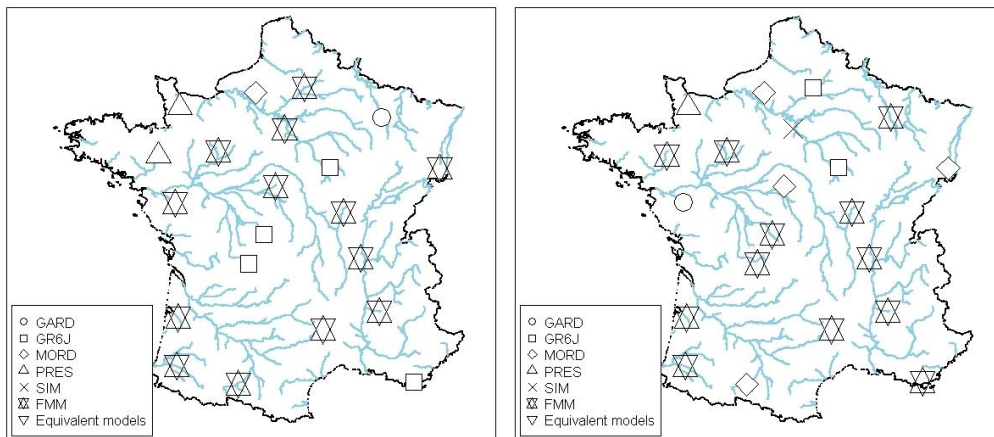 GARD
GR6J
MORD
PRES
SIM
FMM
Equivalent models
GARD
GR6J
MORD
PRES
SIM
FMM
Equivalent models